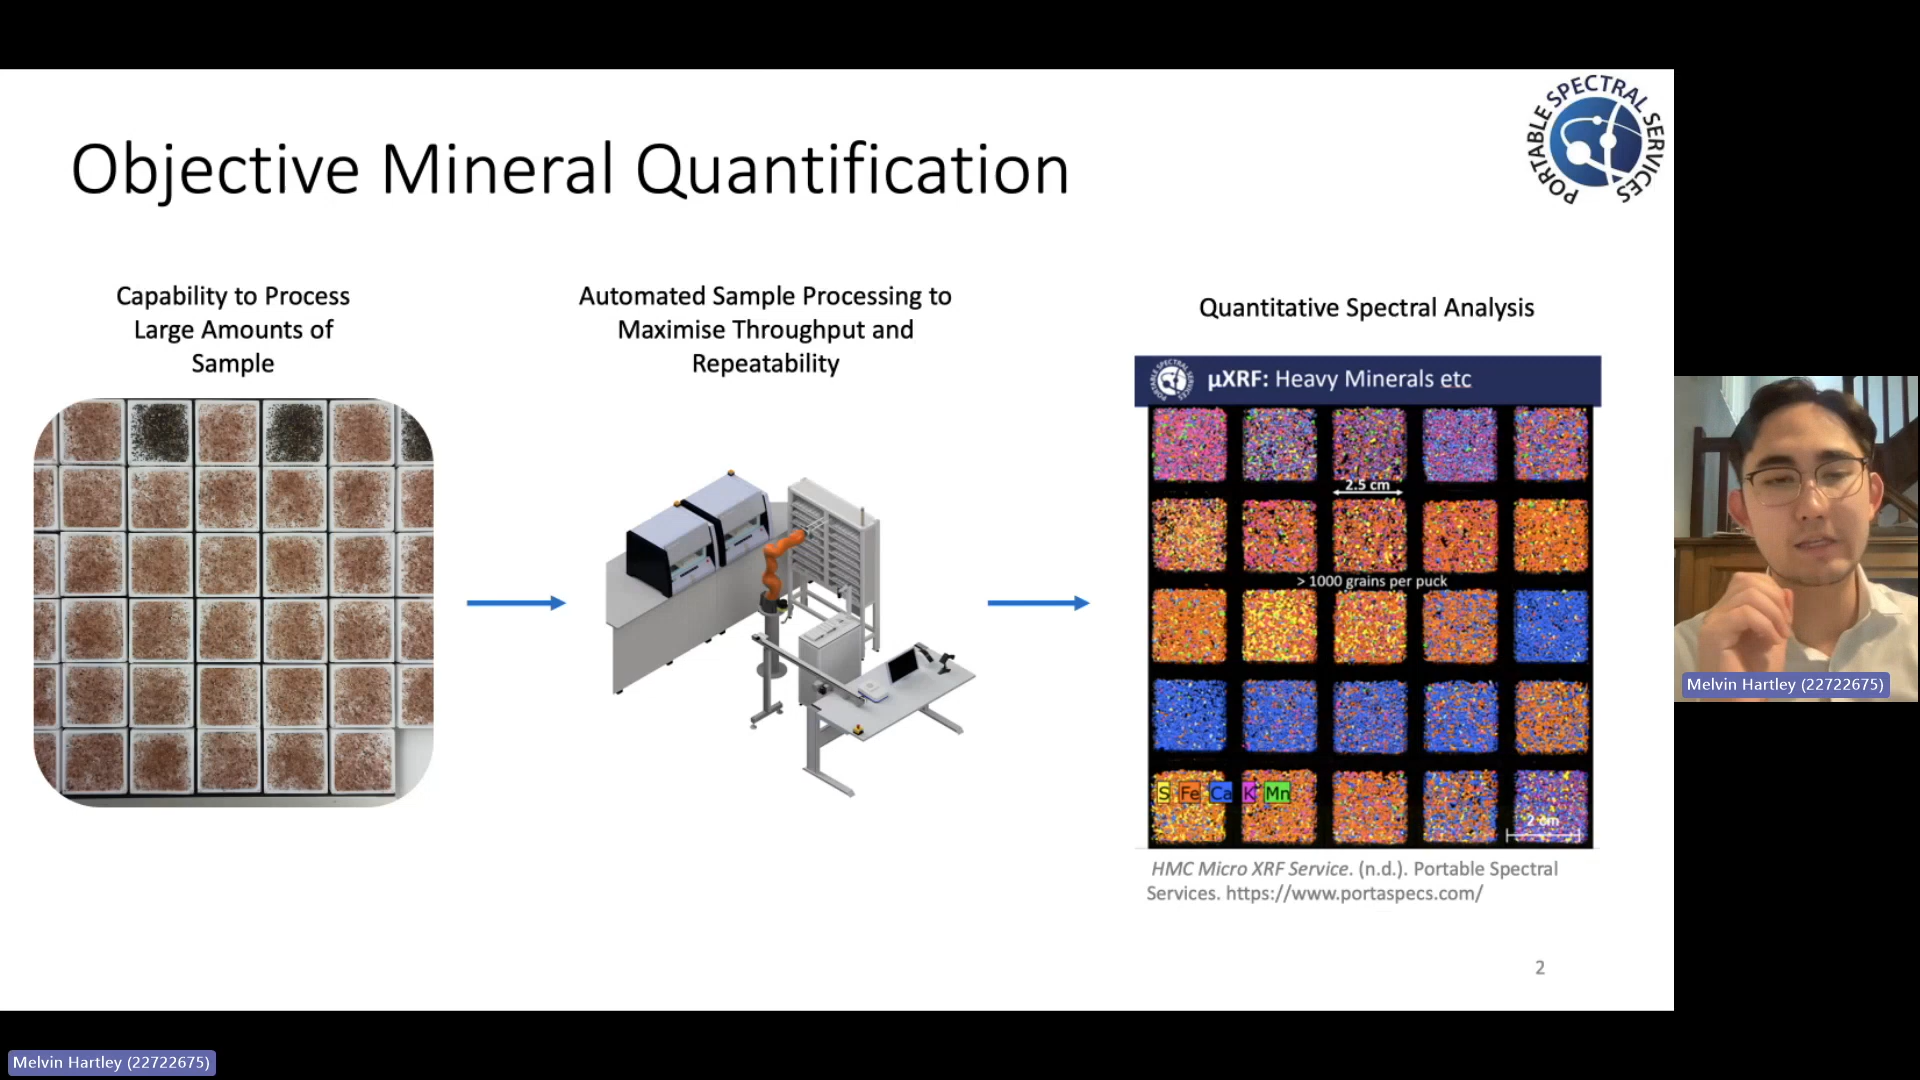 Objective Mineral Quantification
PORTABLE SPECTRAL SERVICES
Capability to Process
Large Amounts of
Sample
Automated Sample Processing to
Maximise Throughput and
Repeatability
Quantitative Spectral Analysis
µXRF: Heavy Minerals etc
2.5 cm
> 1000 grains per puck
S Fe Ca K Mn
2 cm
HMC Micro XRF Service. (n.d.). Portable Spectral
Services. https://www.portaspecs.com/
2
Melvin Hartley (22722675)
Melvin Hartley (22722675)